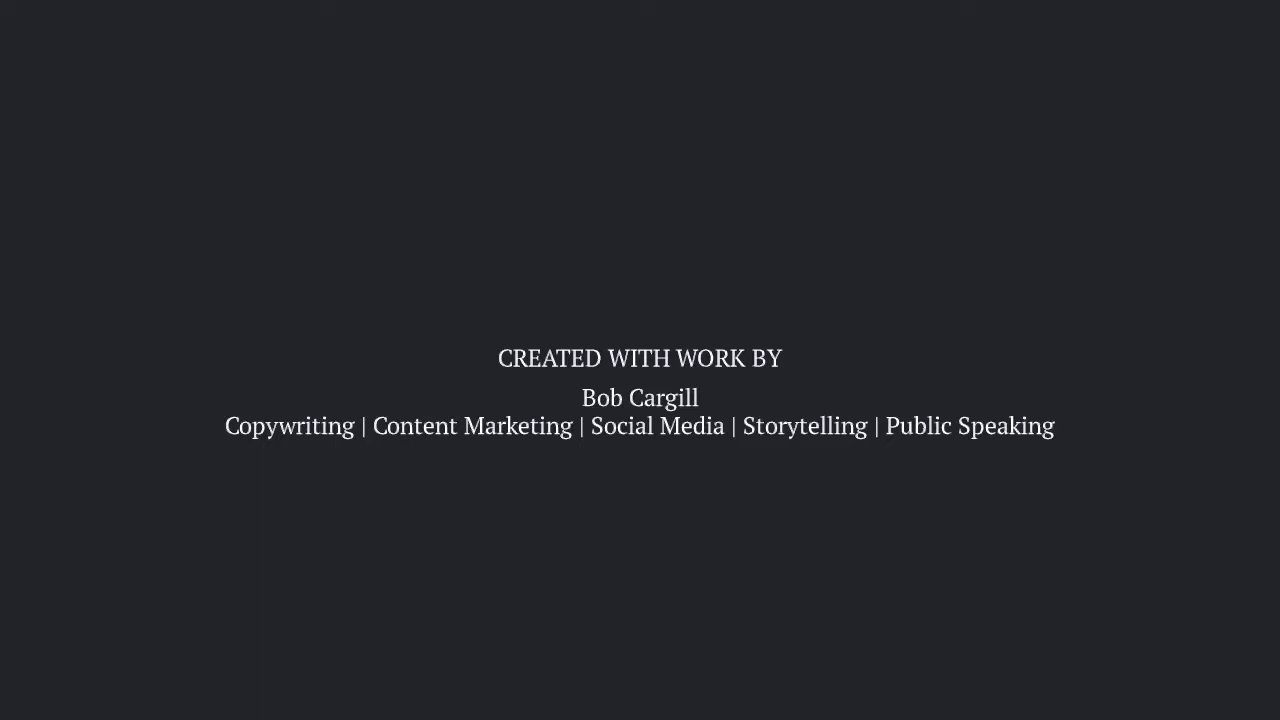 CREATED WITH WORK BY
Bob Cargill
Copywriting | Content Marketing | Social Media | Storytelling | Public Speaking